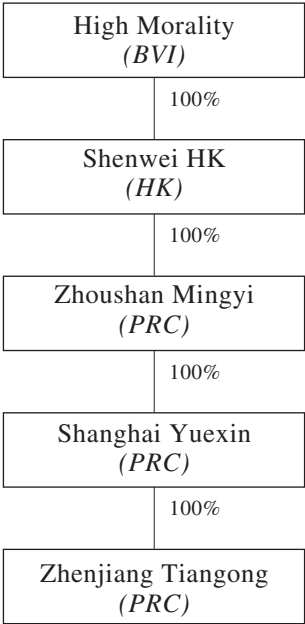 High Morality
(BVI)
100%
Shenwei HK
(HK)
100%
Zhoushan Mingyi
(PRC)
100%
Shanghai Yuexin
(PRC)
100%
Zhenjiang Tiangong
(PRC)